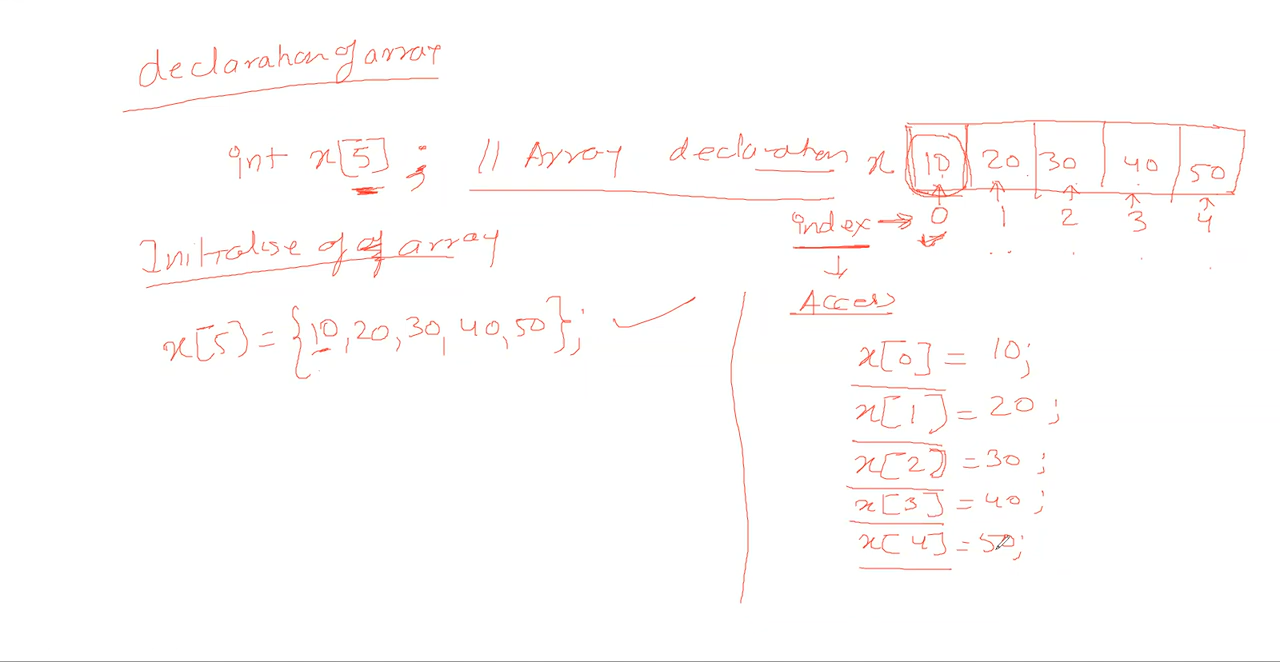 declaration of array
int x[5]; // Array declaration
x 10 20 30 40 50
index → 0 1 2 3 4
Initialise of array
Access
x[5] = {10,20,30,40,50};
x[0] = 10;
x[1] = 20;
x[2] = 30;
x[3] = 40;
x[4] = 50;